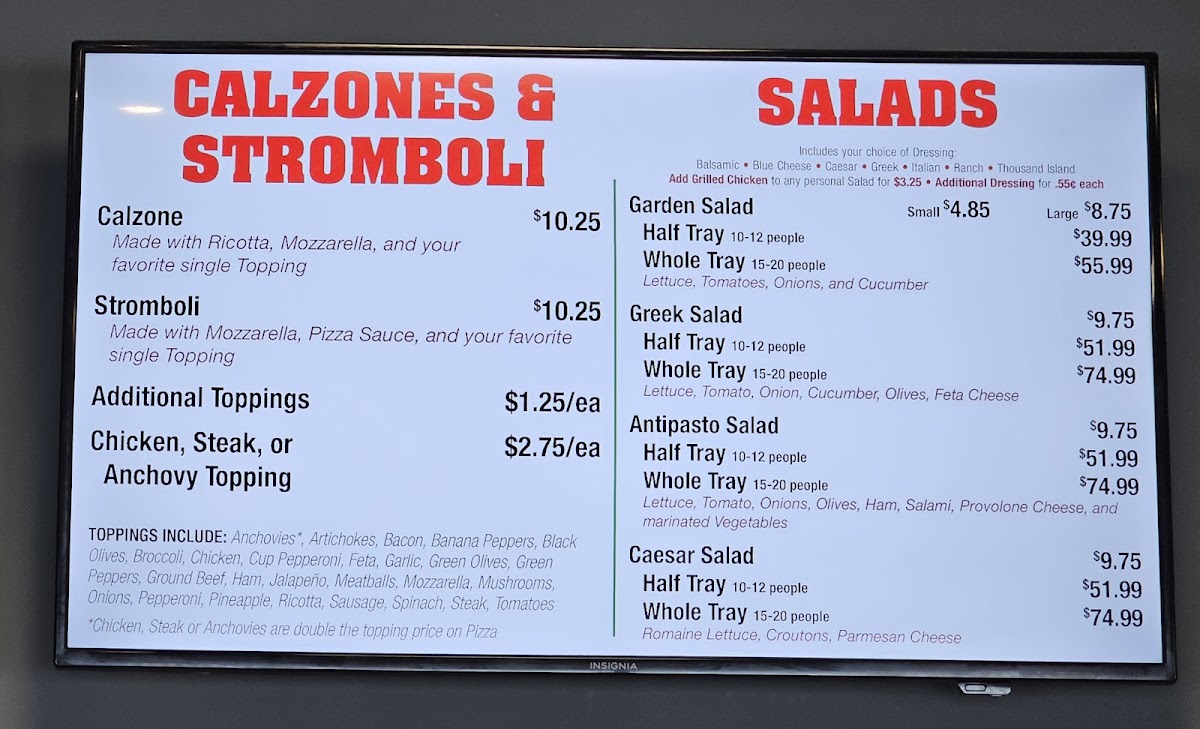 CALZONES &
STROMBOLI
Calzone $10.25
Made with Ricotta, Mozzarella, and your
favorite single Topping
Stromboli $10.25
Made with Mozzarella, Pizza Sauce, and your favorite
single Topping
Additional Toppings $1.25/ea
Chicken, Steak, or $2.75/ea
Anchovy Topping
TOPPINGS INCLUDE: Anchovies*, Artichokes, Bacon, Banana Peppers, Black
Olives, Broccoli, Chicken, Cup Pepperoni, Feta, Garlic, Green Olives, Green
Peppers, Ground Beef, Ham, Jalapeño, Meatballs, Mozzarella, Mushrooms,
Onions, Pepperoni, Pineapple, Ricotta, Sausage, Spinach, Steak, Tomatoes
*Chicken, Steak or Anchovies are double the topping price on Pizza
SALADS
Includes your choice of Dressing:
Balsamic • Blue Cheese • Caesar • Greek • Italian • Ranch • Thousand Island
Add Grilled Chicken to any personal Salad for $3.25 • Additional Dressing for .55¢ each
Garden Salad Small $4.85 Large $8.75
Half Tray 10-12 people $39.99
Whole Tray 15-20 people $55.99
Lettuce, Tomatoes, Onions, and Cucumber
Greek Salad $9.75
Half Tray 10-12 people $51.99
Whole Tray 15-20 people $74.99
Lettuce, Tomato, Onion, Cucumber, Olives, Feta Cheese
Antipasto Salad $9.75
Half Tray 10-12 people $51.99
Whole Tray 15-20 people $74.99
Lettuce, Tomato, Onions, Olives, Ham, Salami, Provolone Cheese, and
marinated Vegetables
Caesar Salad $9.75
Half Tray 10-12 people $51.99
Whole Tray 15-20 people $74.99
Romaine Lettuce, Croutons, Parmesan Cheese
INSIGNIA